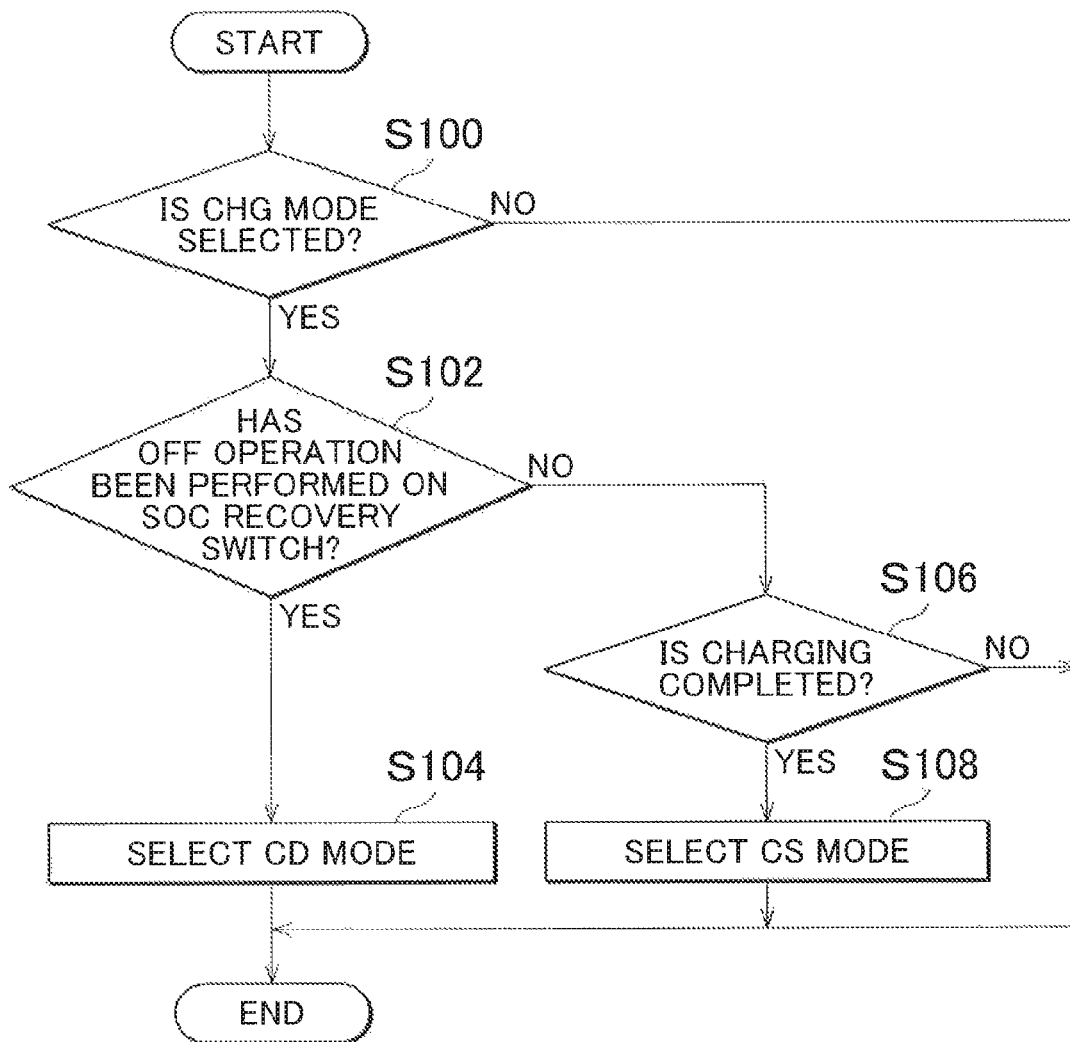 START
S100
IS CHG MODE
SELECTED?
NO
YES
S102
HAS
OFF OPERATION
BEEN PERFORMED ON
SOC RECOVERY
SWITCH?
NO
YES
S106
IS CHARGING
COMPLETED?
NO
YES
S104
SELECT CD MODE
S108
SELECT CS MODE
END